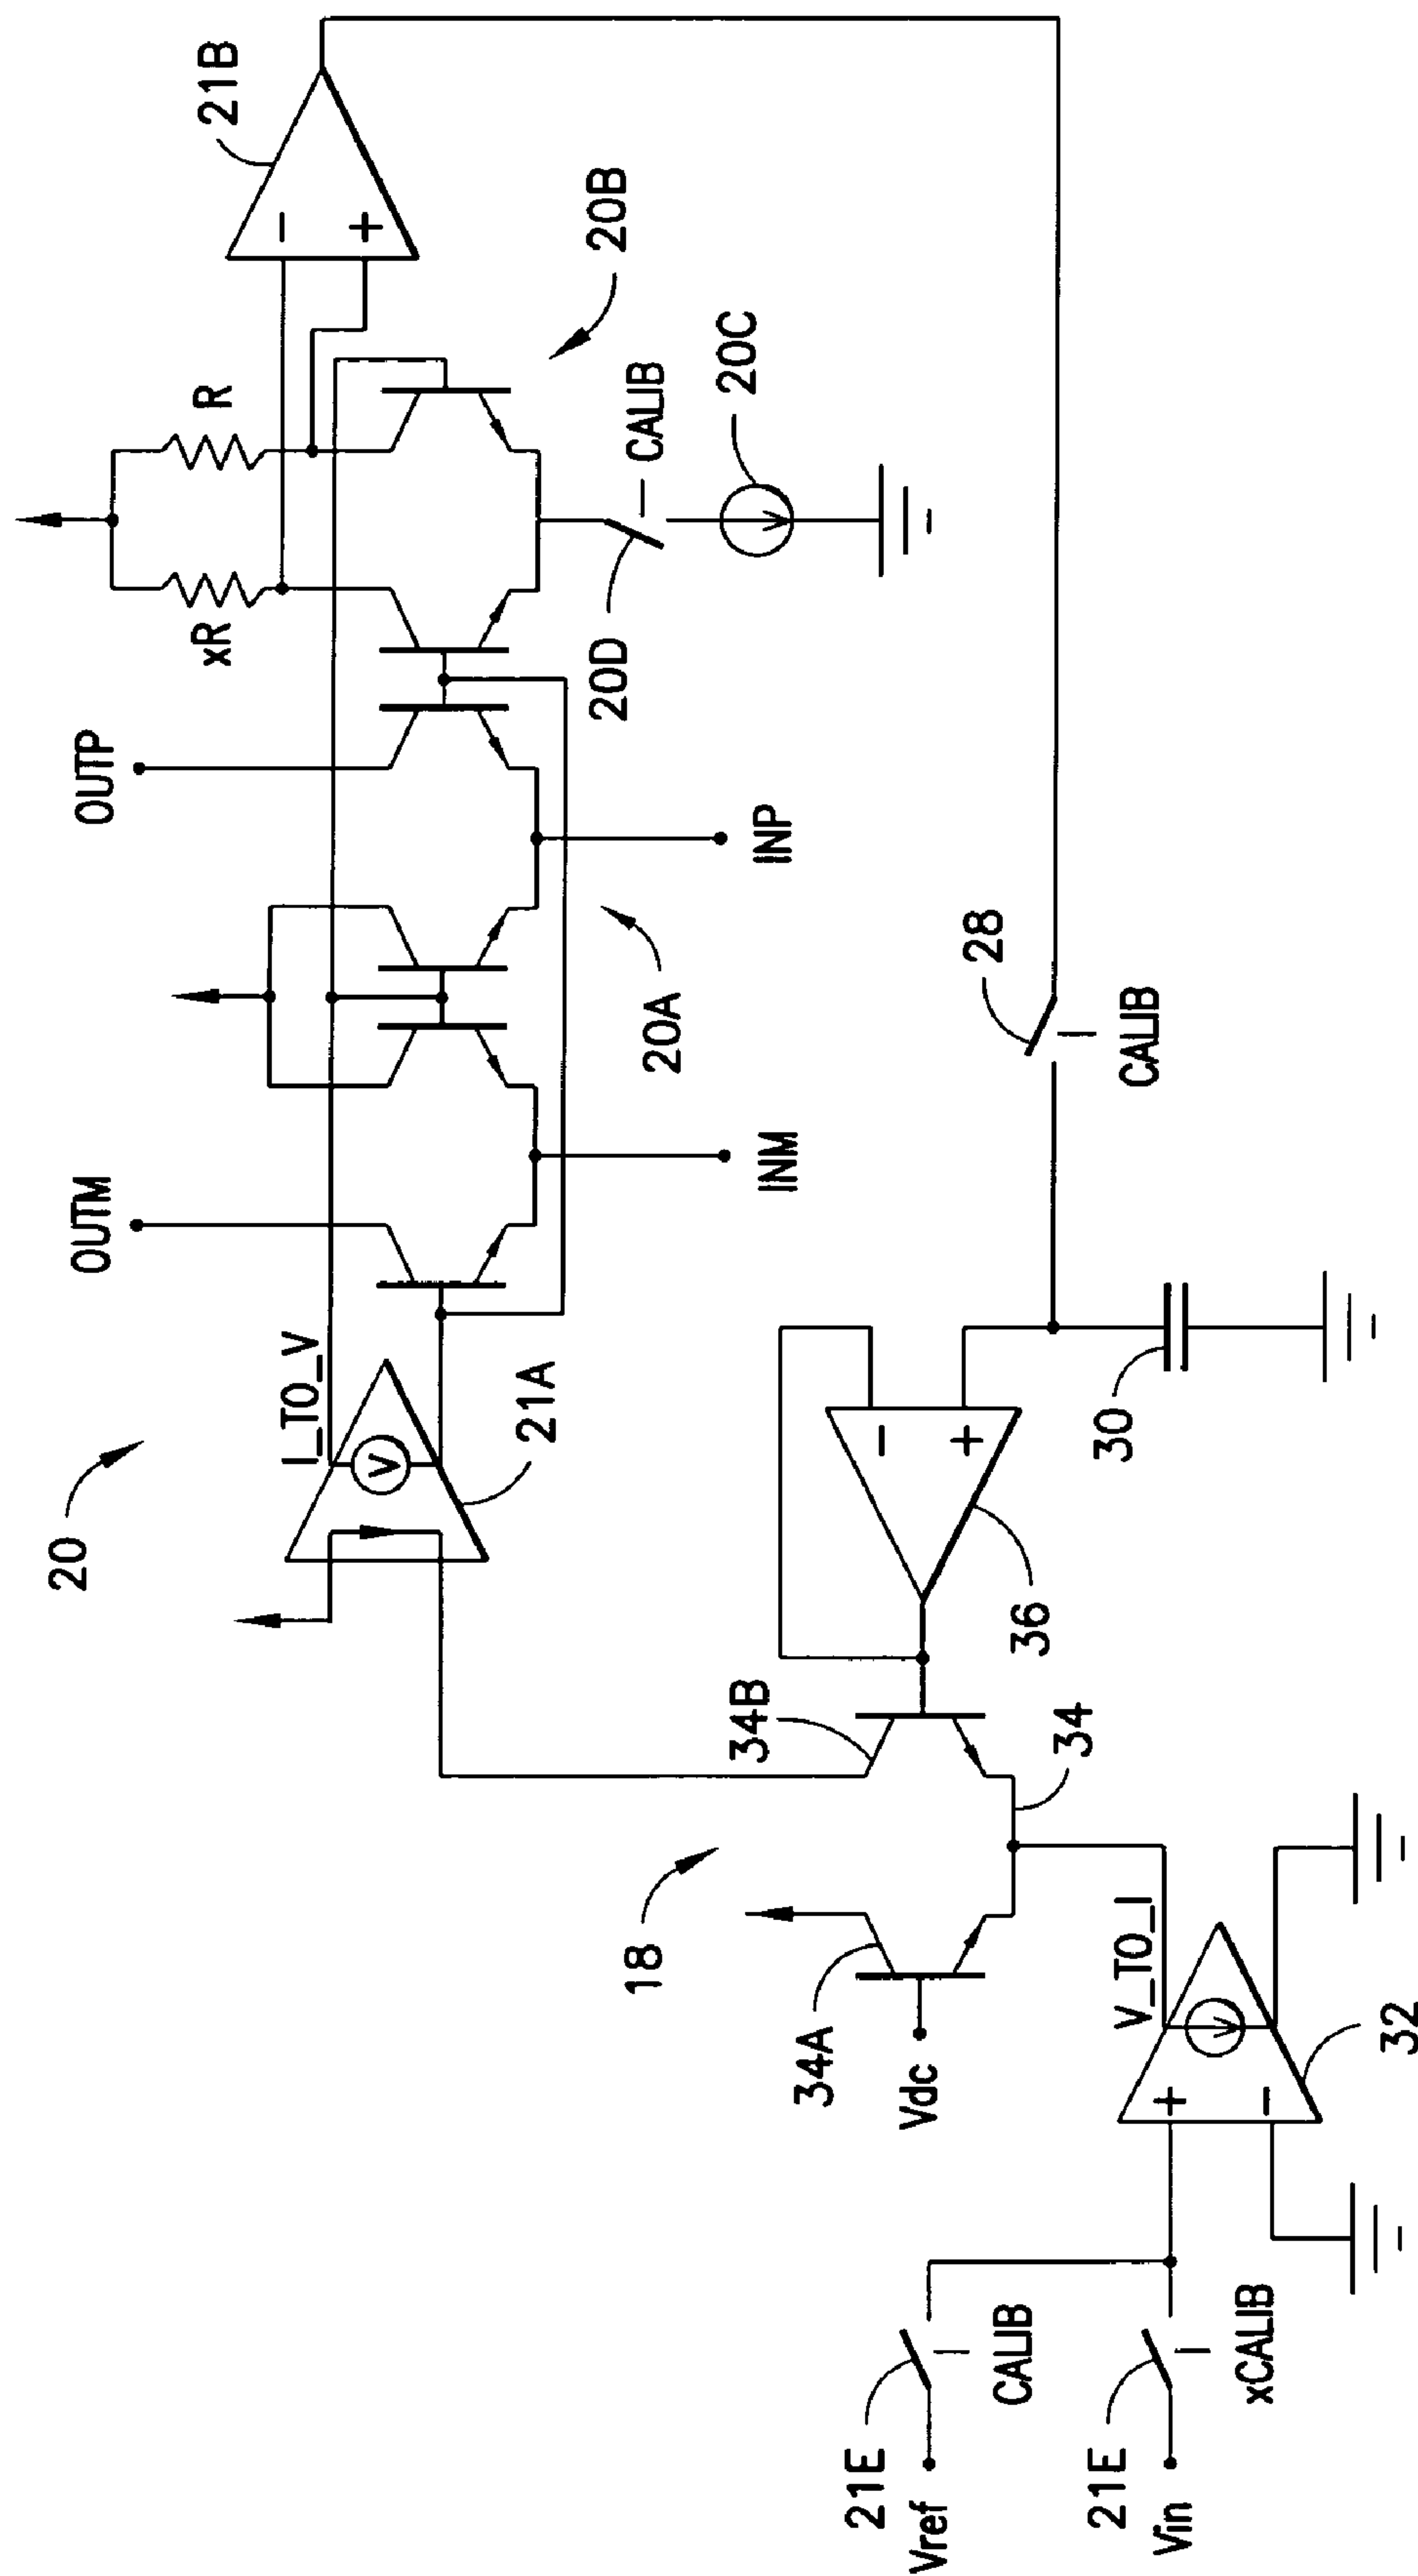 20
OUTM
OUTP
xR
R
21B
I_TO_V
-
+
21A
20A
20B
INM
INP
20D
CALIB
20C
18
34B
34A
Vdc
34
36
-
+
28
CALIB
30
V_TO_I
+
-
32
21E
Vref
CALIB
21E
Vin
xCALIB